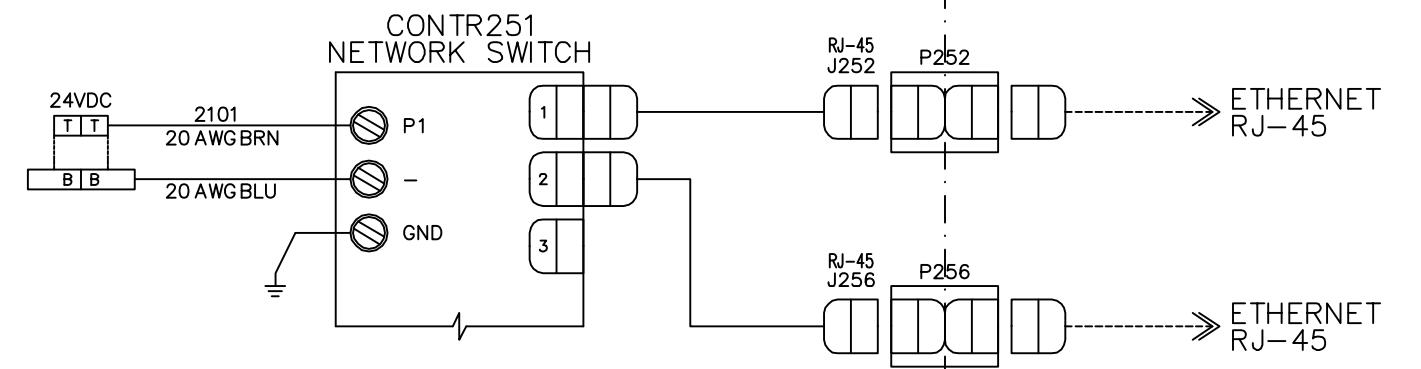 CONTR251
NETWORK SWITCH
24VDC
T T
2101
20 AWG BRN
P1
B B
20 AWG BLU
–
GND
1
2
3
RJ-45
J252
P252
ETHERNET
RJ-45
RJ-45
J256
P256
ETHERNET
RJ-45